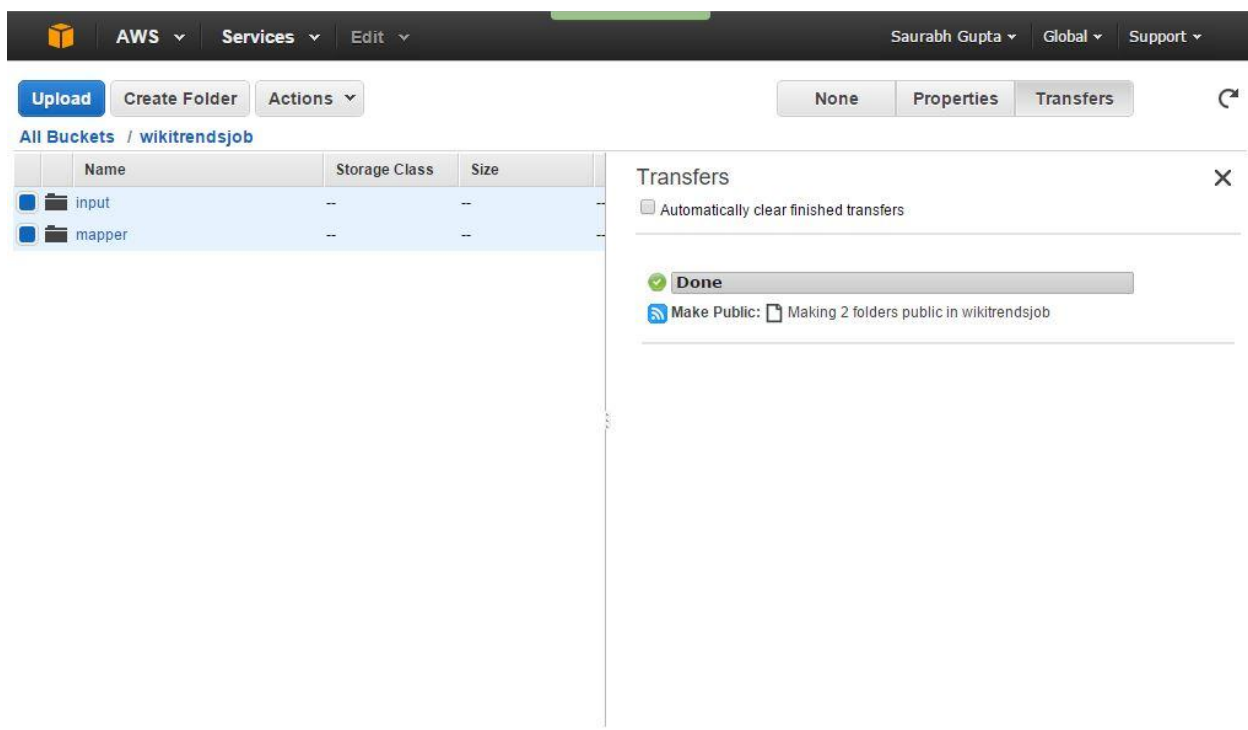 AWS Services Edit Saurabh Gupta Global Support
Upload Create Folder Actions None Properties Transfers
All Buckets / wikitrendsjob
Name Storage Class Size
input -- -- --
mapper -- -- --
Transfers
Automatically clear finished transfers
Done
Make Public: Making 2 folders public in wikitrendsjob